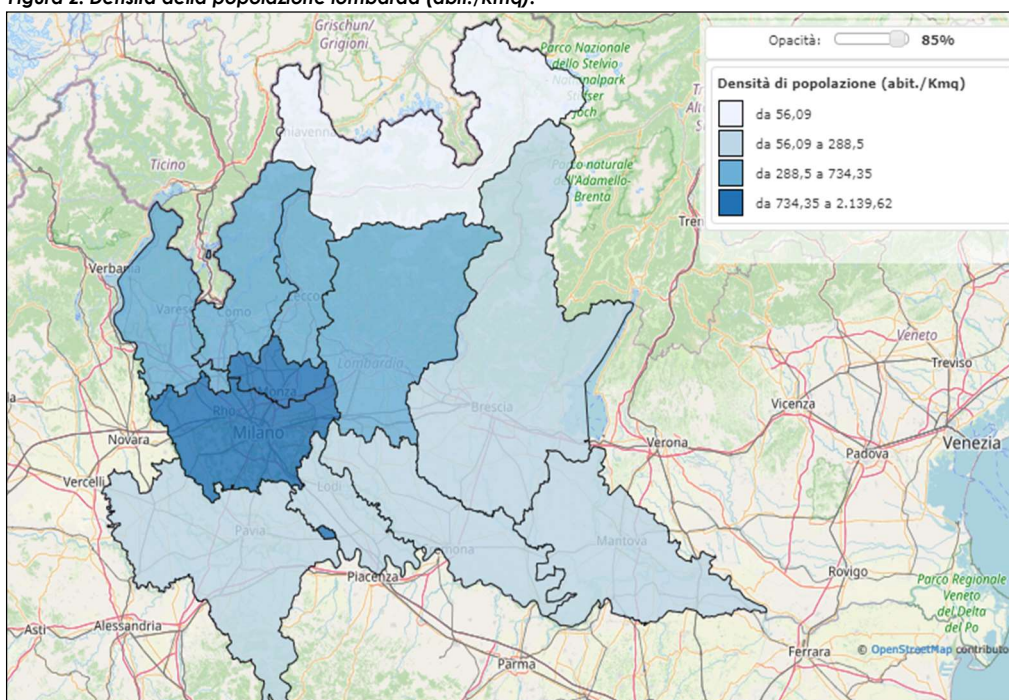 Figura 2. Densità della popolazione lombarda (abit./Kmq).
Grischun/
Grigioni
Parco Nazionale
dello Stelvio
Nationalpark
Stilfser
Joch
Opacità: 85%
Densità di popolazione (abit./Kmq)
da 56,09
da 56,09 a 288,5
da 288,5 a 734,35
da 734,35 a 2.139,62
Chiavenna
Ticino
Parco naturale
dell'Adamello-
Brenta
Tren
Verbania
Varese
Como
Lecco
Lombardia
Veneto
Treviso
Monza
Rho
Milano
Brescia
Vicenza
Novara
Verona
Padova
Venezia
Vercelli
Lodi
Pavia
Cremona
Mantova
Piacenza
Rovigo
Parco Regionale
Veneto
del Delta
del Po
Asti
Alessandria
Parma
Ferrara
© OpenStreetMap contributo